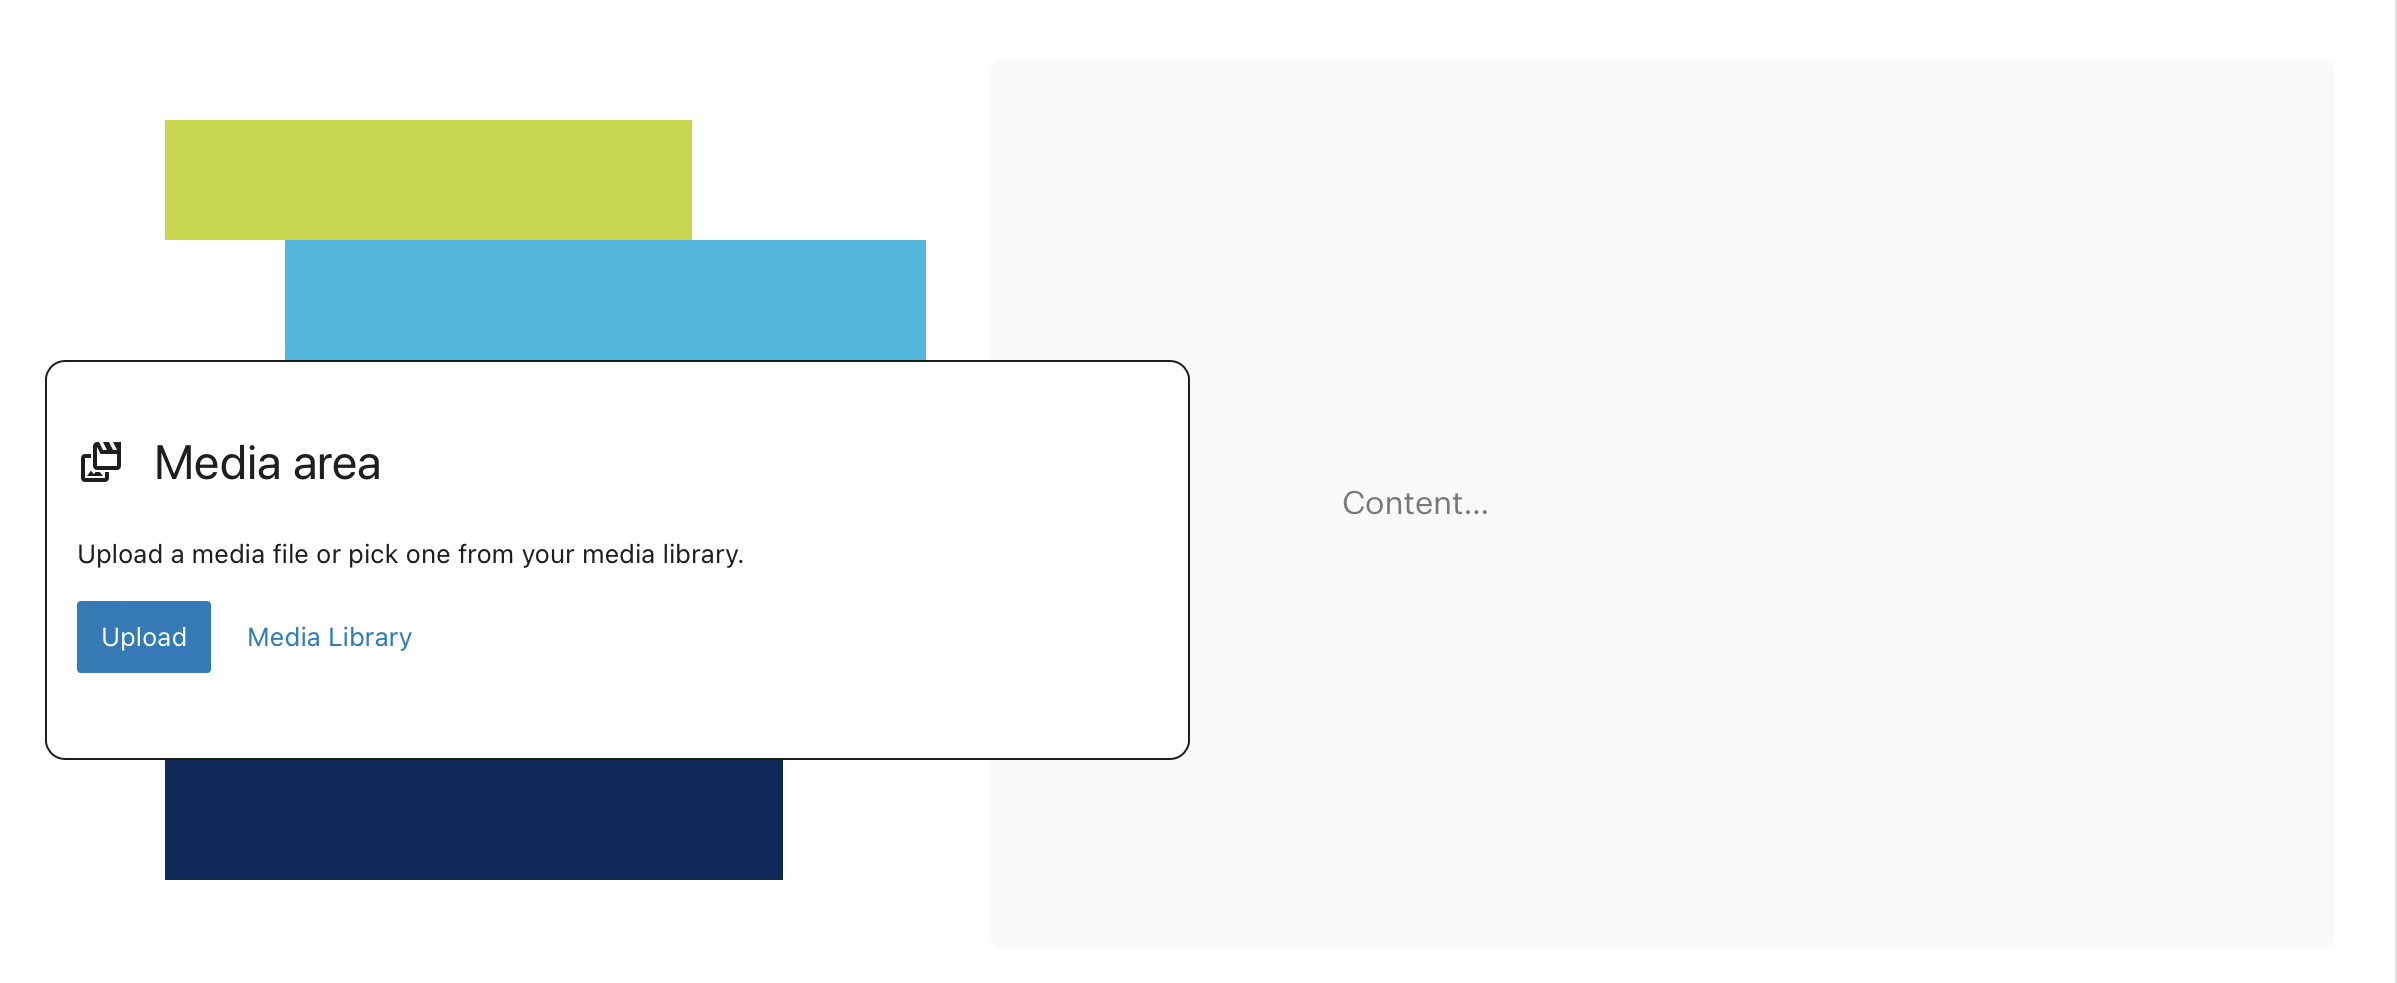 Media area
Upload a media file or pick one from your media library.
Upload
Media Library
Content...